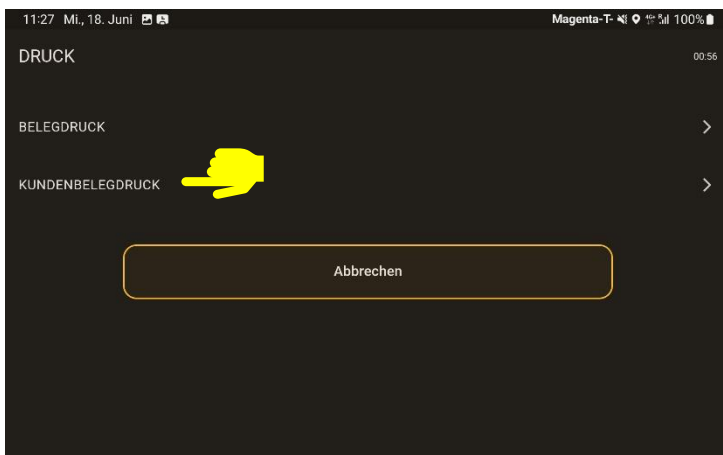 11:27 Mi., 18. Juni Magenta-T- 100%
DRUCK 00:56
BELEGDRUCK
KUNDENBELEGDRUCK
Abbrechen